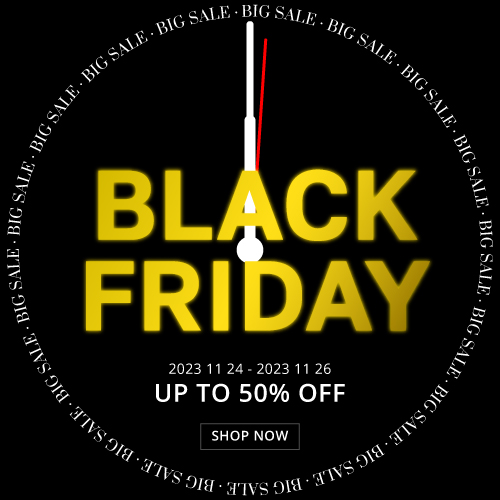 BIG SALE · BIG SALE · BIG SALE · BIG SALE · BIG SALE · BIG SALE · BIG SALE · BIG SALE · BIG SALE · BIG SALE · BIG SALE · BIG SALE · BIG SALE · BIG SALE · BIG SALE · BIG SALE · BIG SALE ·
BLACK
FRIDAY
2023 11 24 - 2023 11 26
UP TO 50% OFF
SHOP NOW